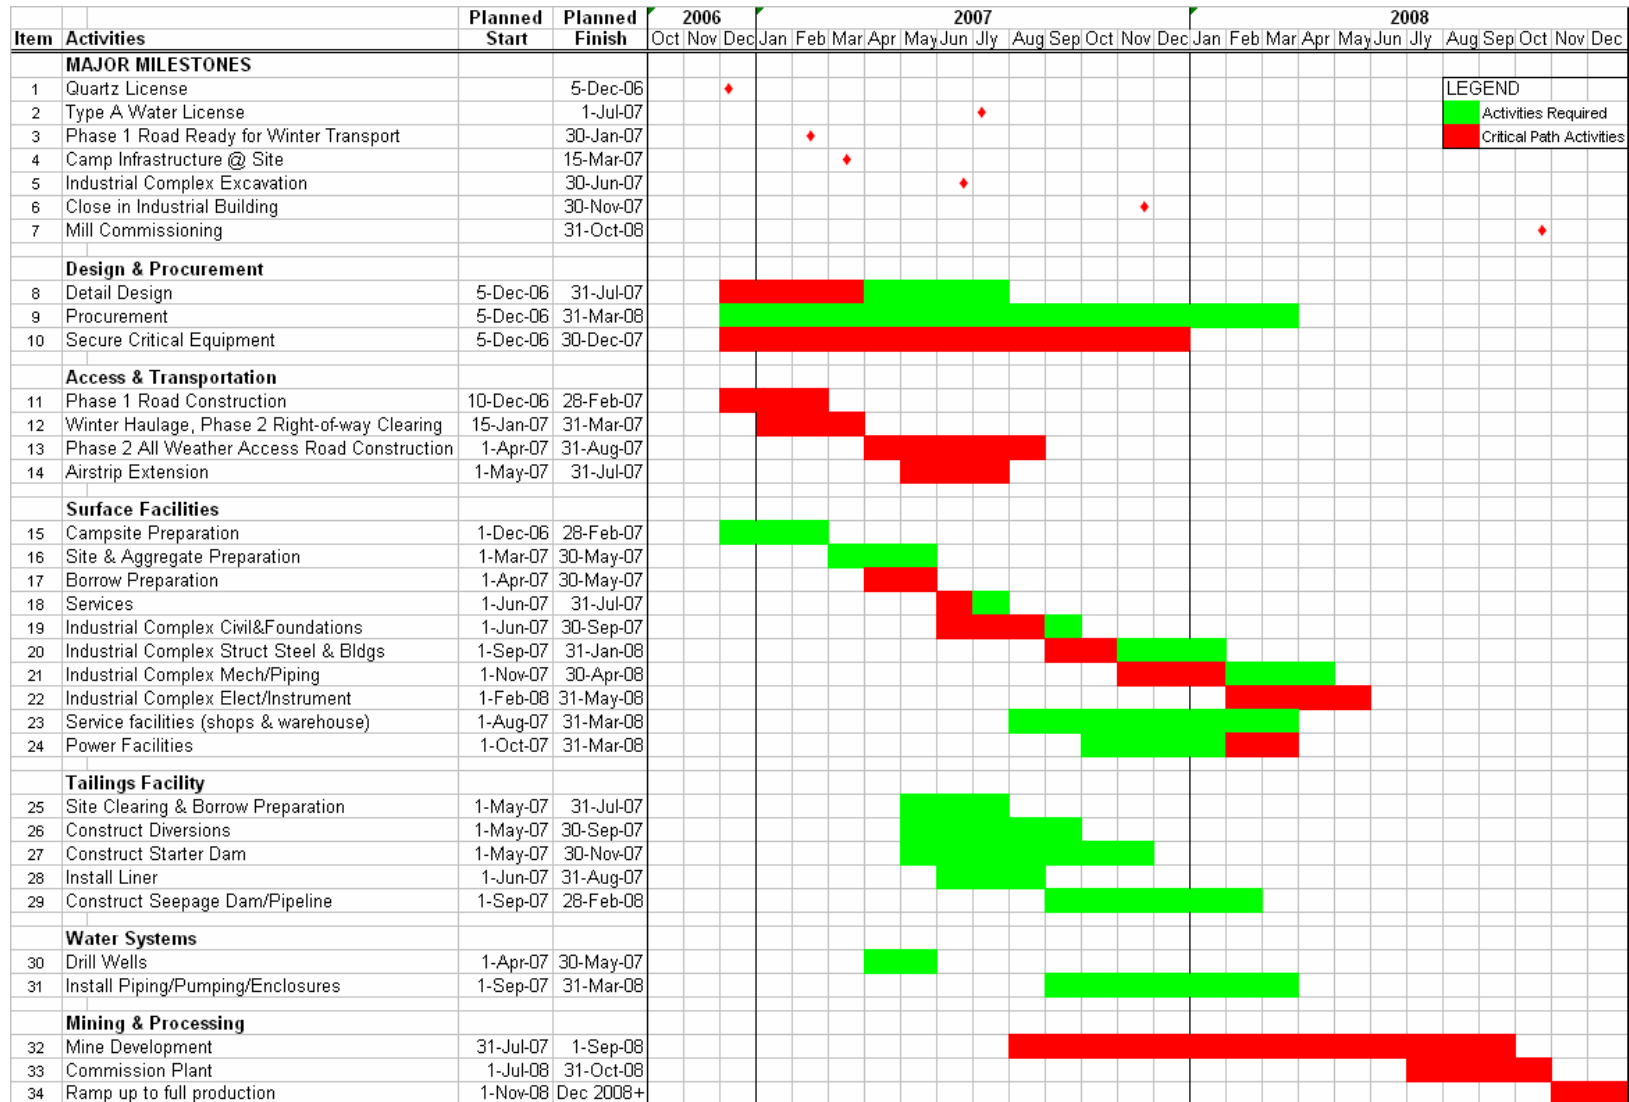 Planned Planned 2006 2007 2008
Item Activities Start Finish Oct Nov Dec Jan Feb Mar Apr May Jun Jly Aug Sep Oct Nov Dec Jan Feb Mar Apr May Jun Jly Aug Sep Oct Nov Dec
MAJOR MILESTONES
1 Quartz License 5-Dec-06 LEGEND
2 Type A Water License 1-Jul-07 Activities Required
3 Phase 1 Road Ready for Winter Transport 30-Jan-07 Critical Path Activities
4 Camp Infrastructure @ Site 15-Mar-07
5 Industrial Complex Excavation 30-Jun-07
6 Close in Industrial Building 30-Nov-07
7 Mill Commissioning 31-Oct-08
Design & Procurement
8 Detail Design 5-Dec-06 31-Jul-07
9 Procurement 5-Dec-06 31-Mar-08
10 Secure Critical Equipment 5-Dec-06 30-Dec-07
Access & Transportation
11 Phase 1 Road Construction 10-Dec-06 28-Feb-07
12 Winter Haulage, Phase 2 Right-of-way Clearing 15-Jan-07 31-Mar-07
13 Phase 2 All Weather Access Road Construction 1-Apr-07 31-Aug-07
14 Airstrip Extension 1-May-07 31-Jul-07
Surface Facilities
15 Campsite Preparation 1-Dec-06 28-Feb-07
16 Site & Aggregate Preparation 1-Mar-07 30-May-07
17 Borrow Preparation 1-Apr-07 30-May-07
18 Services 1-Jun-07 31-Jul-07
19 Industrial Complex Civil&Foundations 1-Jun-07 30-Sep-07
20 Industrial Complex Struct Steel & Bldgs 1-Sep-07 31-Jan-08
21 Industrial Complex Mech/Piping 1-Nov-07 30-Apr-08
22 Industrial Complex Elect/Instrument 1-Feb-08 31-May-08
23 Service facilities (shops & warehouse) 1-Aug-07 31-Mar-08
24 Power Facilities 1-Oct-07 31-Mar-08
Tailings Facility
25 Site Clearing & Borrow Preparation 1-May-07 31-Jul-07
26 Construct Diversions 1-May-07 30-Sep-07
27 Construct Starter Dam 1-May-07 30-Nov-07
28 Install Liner 1-Jun-07 31-Aug-07
29 Construct Seepage Dam/Pipeline 1-Sep-07 28-Feb-08
Water Systems
30 Drill Wells 1-Apr-07 30-May-07
31 Install Piping/Pumping/Enclosures 1-Sep-07 31-Mar-08
Mining & Processing
32 Mine Development 31-Jul-07 1-Sep-08
33 Commission Plant 1-Jul-08 31-Oct-08
34 Ramp up to full production 1-Nov-08 Dec 2008+